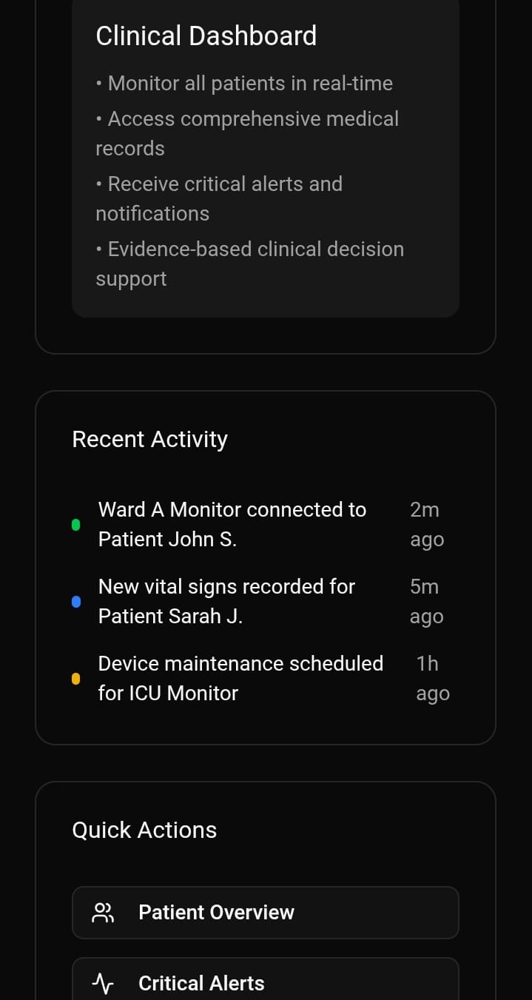 Clinical Dashboard
• Monitor all patients in real-time
• Access comprehensive medical
records
• Receive critical alerts and
notifications
• Evidence-based clinical decision
support
Recent Activity
Ward A Monitor connected to
Patient John S.
2m
ago
New vital signs recorded for
Patient Sarah J.
5m
ago
Device maintenance scheduled
for ICU Monitor
1h
ago
Quick Actions
Patient Overview
Critical Alerts